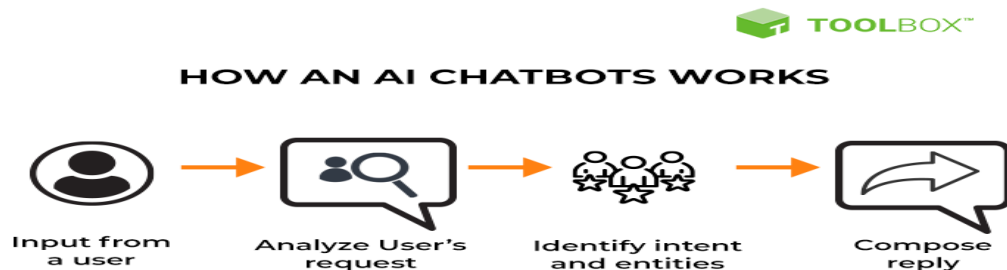 TOOLBOX™
HOW AN AI CHATBOTS WORKS
Input from
a user
Analyze User's
request
Identify intent
and entities
Compose
reply